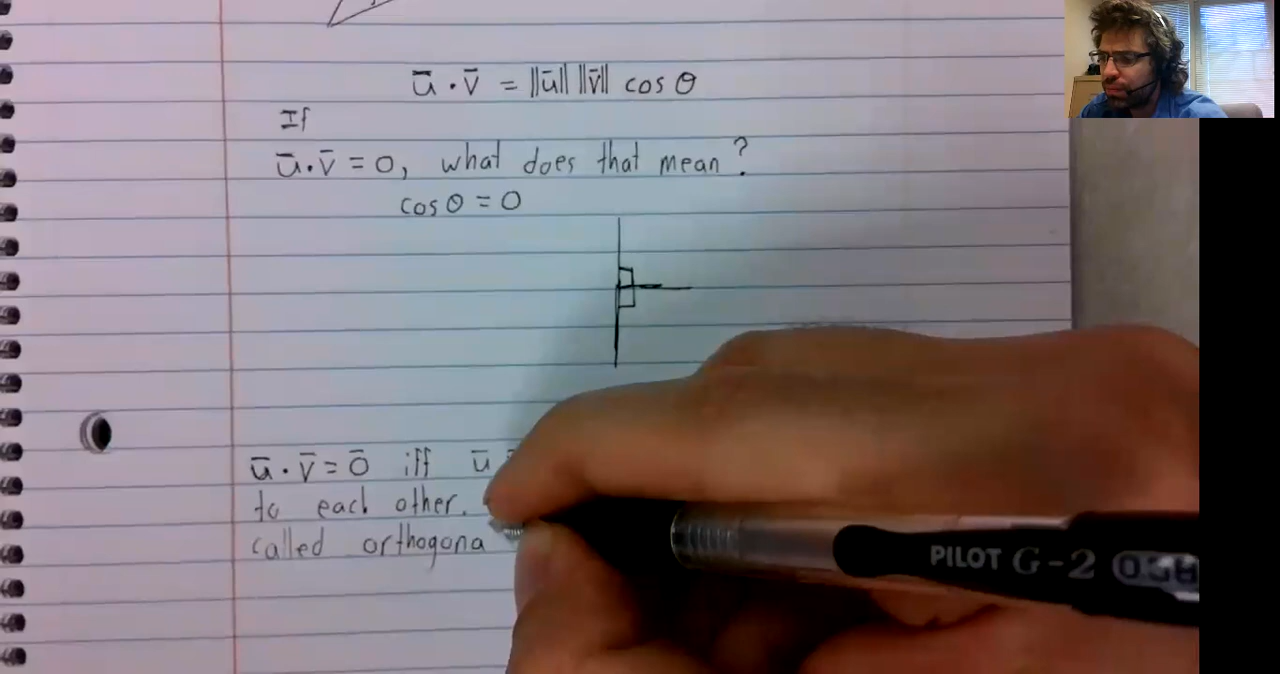 ū · v̄ = ‖ū‖ ‖v̄‖ cos θ
If
ū · v̄ = 0, what does that mean?
cos θ = 0
ū · v̄ = 0̄ iff ū
to each other.
called orthogona
PILOT G-2